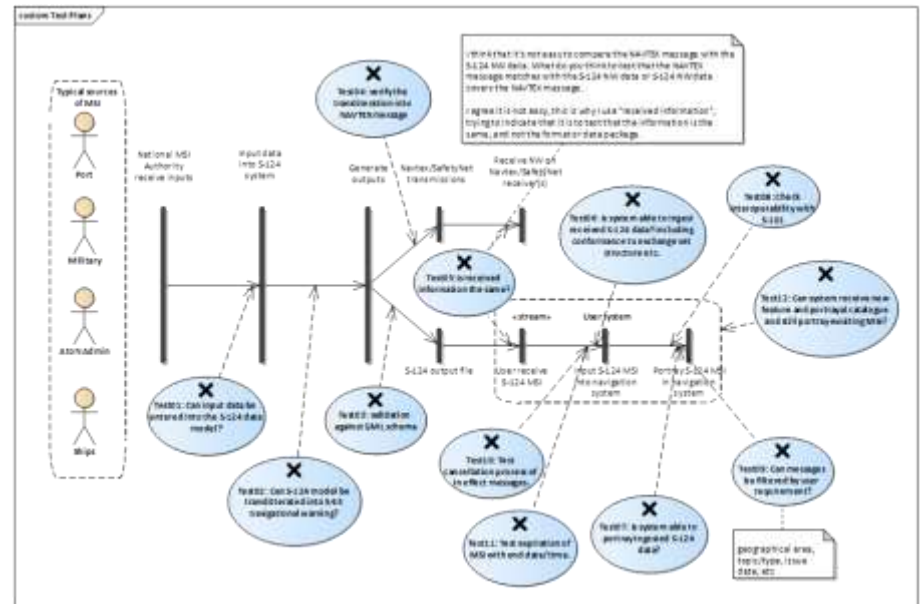 custom Test Plans
Typical sources
of MSI
Port
Military
Aton Admin
Ships
National MSI
Authority
receive inputs
Input data
into S-124
system
Test04: verify the
transliteration into
NAVTEX message
Generate
outputs
Navtex/SafetyNet
transmissions
Receive NW on
Navtex/SafetyNet
receiver(s)
I think that it's not easy to compare the NAVTEX message with the
S-124 NW data. What do you think to test that the NAVTEX
message matches with the S-124 NW data or S-124 NW data
covers the NAVTEX message.
I agree it is not easy, this is why I use "received information",
trying to indicate that it is to test that the information is the
same, and not the format or data package.
is system able to ingest
received S-124 data? Including
conformance to exchange set
structure etc.
Check
interoperability with
is received
information the same?
Test12: Can system receive new
feature and portrayal catalogue
and still portray existing MSI?
«stream»
User system
S-124 output file
User receive
S-124 MSI
Input S-124 MSI
into navigation
system
Portray S-124 MSI
in navigation
system
Test01: Can input data be
entered into the S-124 data
model?
Test03: validation
against GML schema
Test02: Can S-124 model be
transliterated into
navigational warning?
Test10: Test
cancellation process of
in effect messages.
Test11: Test expiration of
MSI with end date/time.
is system able to
portray ingested S-124
data?
Can messages
be filtered by user
requirement?
geographical area,
topic/type, issue
date, etc